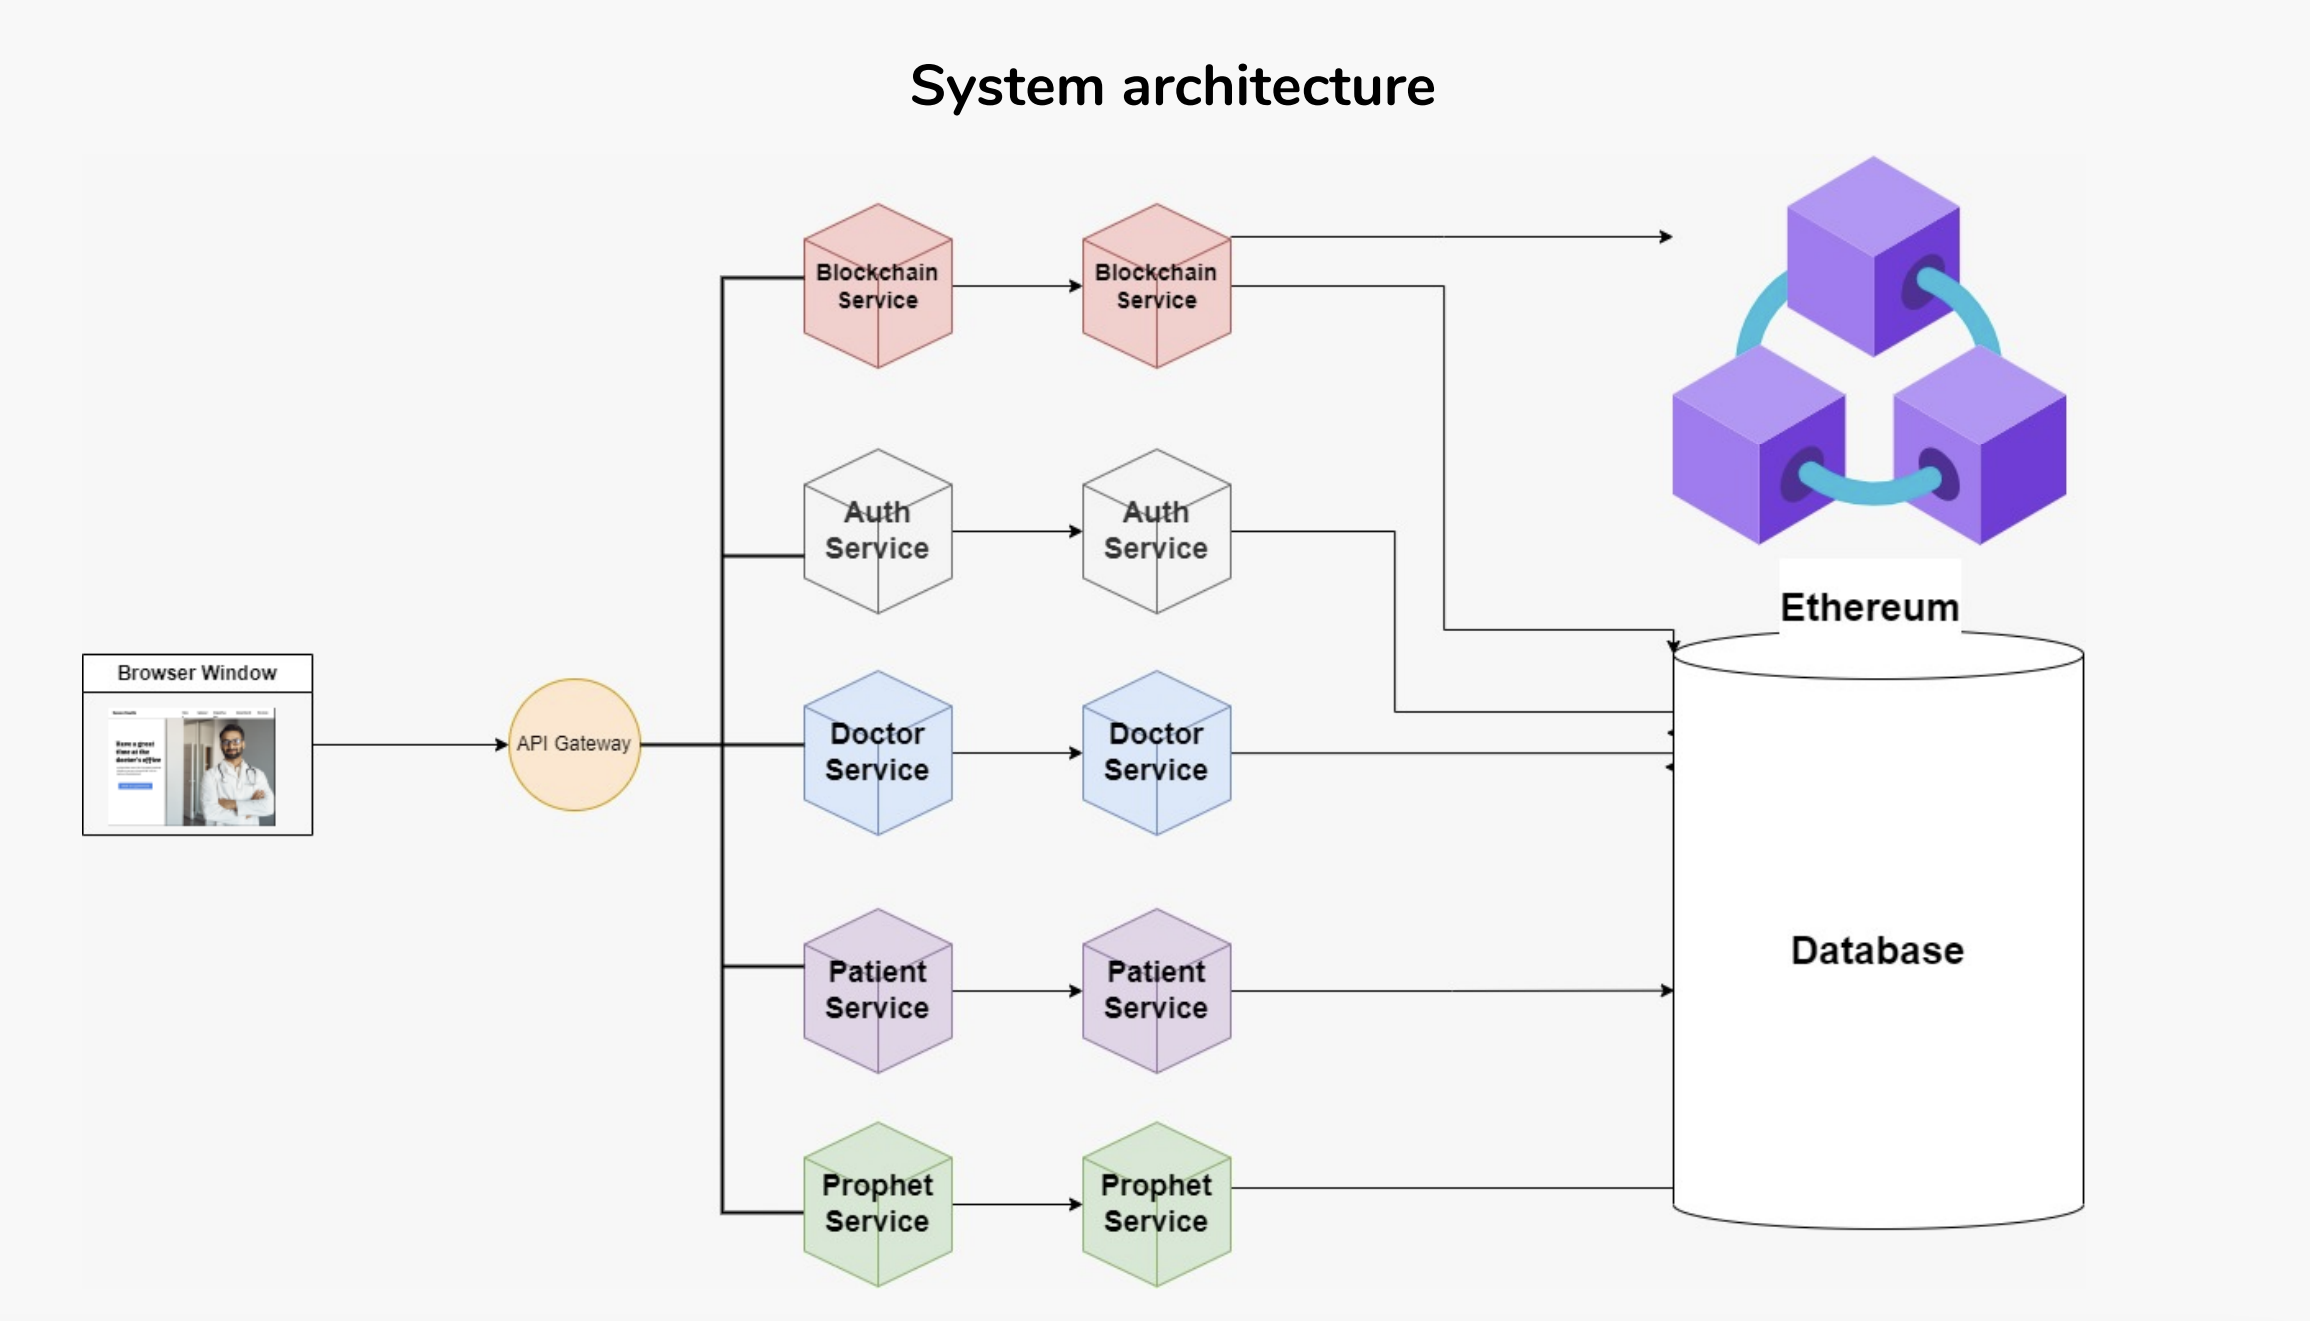 System architecture
Blockchain
Service
Blockchain
Service
Auth
Service
Auth
Service
Ethereum
Browser Window
Have a great
time at the
doctor's office
API Gateway
Doctor
Service
Doctor
Service
Database
Patient
Service
Patient
Service
Prophet
Service
Prophet
Service